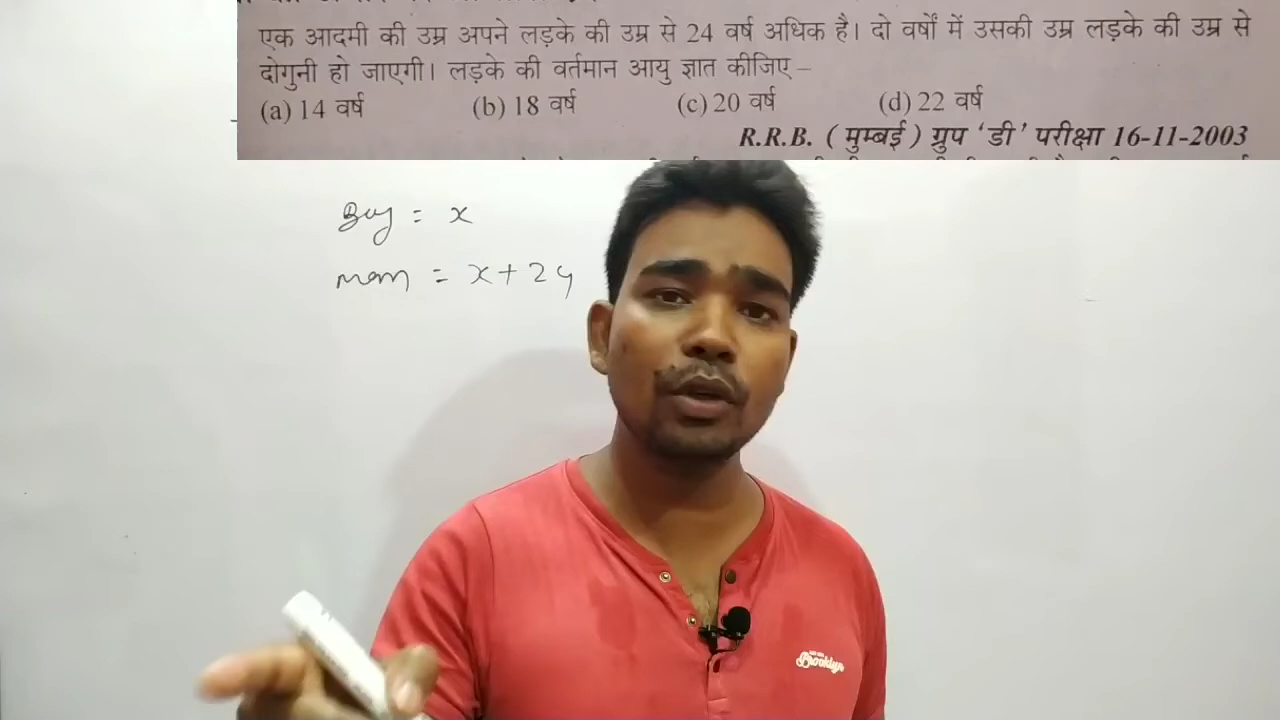 एक आदमी की उम्र अपने लड़के की उम्र से 24 वर्ष अधिक है। दो वर्षों में उसकी उम्र लड़के की उम्र से
दोगुनी हो जाएगी। लड़के की वर्तमान आयु ज्ञात कीजिए –
(a) 14 वर्ष (b) 18 वर्ष (c) 20 वर्ष (d) 22 वर्ष
R.R.B. ( मुम्बई ) ग्रुप ‘डी’ परीक्षा 16-11-2003
Boy = x
man = x + 24
Brooklyn